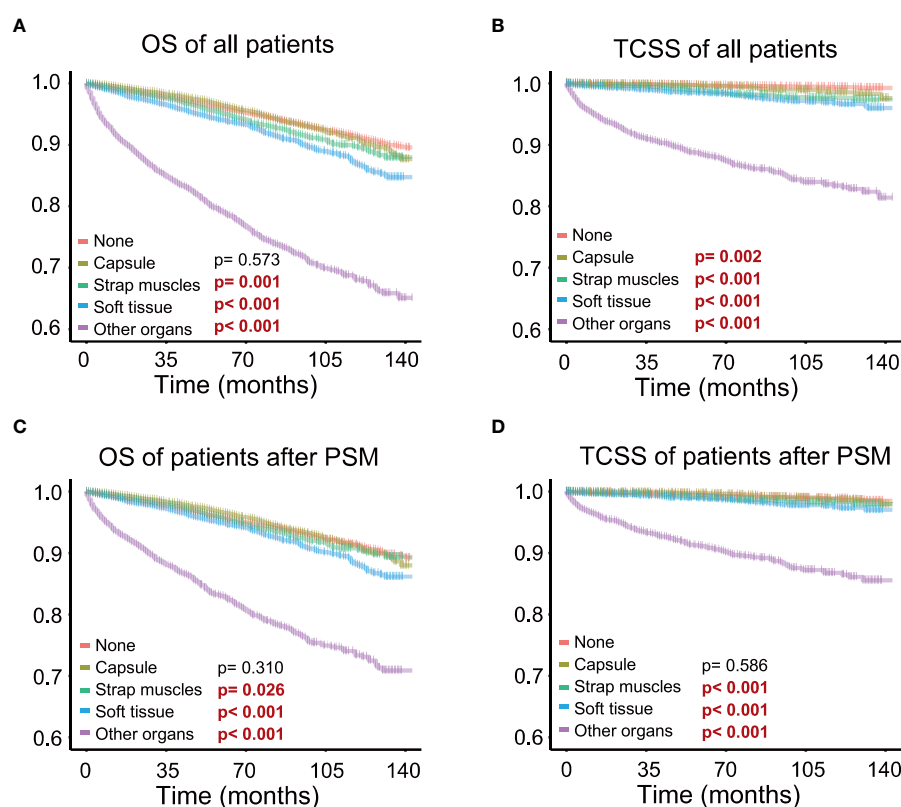 A
OS of all patients
1.0
0.9
0.8
0.7
0.6
None
Capsule p= 0.573
Strap muscles p= 0.001
Soft tissue p< 0.001
Other organs p< 0.001
0 35 70 105 140
Time (months)
B
TCSS of all patients
1.0
0.9
0.8
0.7
0.6
None
Capsule p= 0.002
Strap muscles p< 0.001
Soft tissue p< 0.001
Other organs p< 0.001
0 35 70 105 140
Time (months)
C
OS of patients after PSM
1.0
0.9
0.8
0.7
0.6
None
Capsule p= 0.310
Strap muscles p= 0.026
Soft tissue p< 0.001
Other organs p< 0.001
0 35 70 105 140
Time (months)
D
TCSS of patients after PSM
1.0
0.9
0.8
0.7
0.6
None
Capsule p= 0.586
Strap muscles p< 0.001
Soft tissue p< 0.001
Other organs p< 0.001
0 35 70 105 140
Time (months)